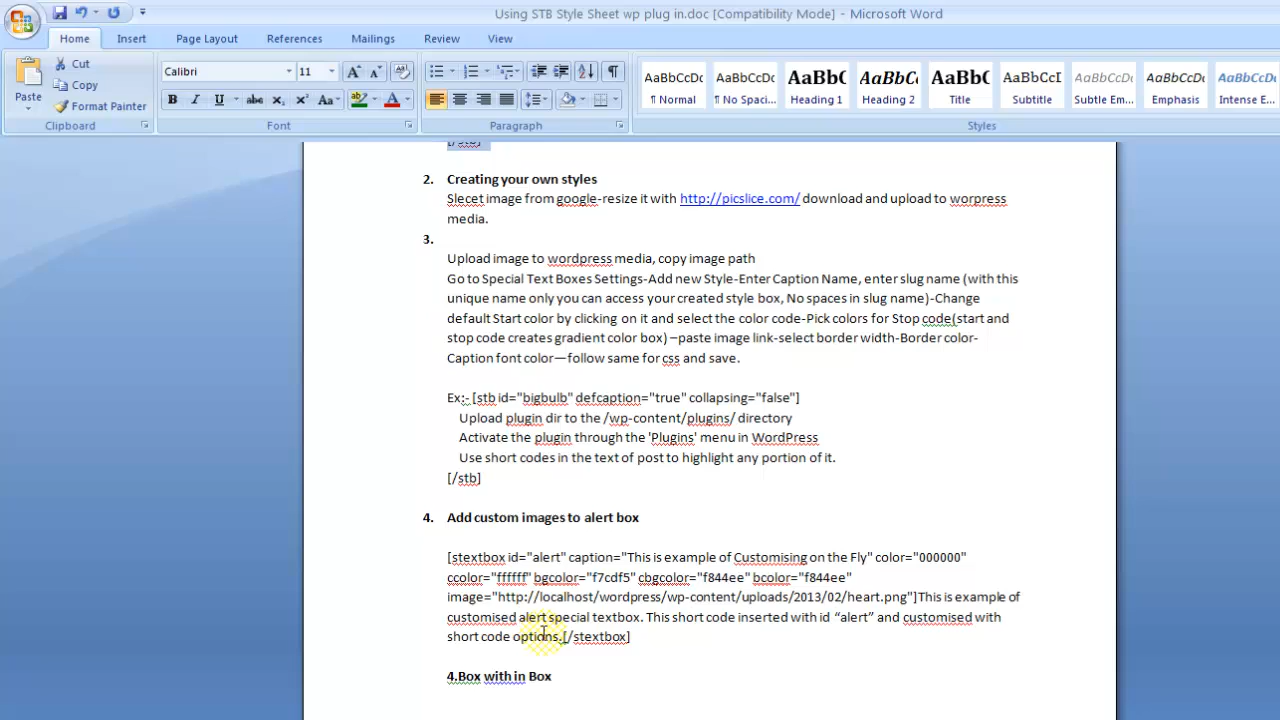 Using STB Style Sheet wp plug in.doc [Compatibility Mode] - Microsoft Word
Home Insert Page Layout References Mailings Review View
Paste Cut Copy Format Painter
Calibri 11
AaBbCcDc AaBbCcDc AaBbC AaBbCc AaBbC AaBbCcI AaBbCcDc AaBbCcDc AaBbCcDc
¶ Normal ¶ No Spaci... Heading 1 Heading 2 Title Subtitle Subtle Em... Emphasis Intense E...
Clipboard Font Paragraph Styles
2. Creating your own styles
Slecet image from google-resize it with http://picslice.com/ download and upload to worpress
media.
3.
Upload image to wordpress media, copy image path
Go to Special Text Boxes Settings-Add new Style-Enter Caption Name, enter slug name (with this
unique name only you can access your created style box, No spaces in slug name)-Change
default Start color by clicking on it and select the color code-Pick colors for Stop code(start and
stop code creates gradient color box) –paste image link-select border width-Border color-
Caption font color—follow same for css and save.
Ex:- [stb id="bigbulb" defcaption="true" collapsing="false"]
Upload plugin dir to the /wp-content/plugins/ directory
Activate the plugin through the 'Plugins' menu in WordPress
Use short codes in the text of post to highlight any portion of it.
[/stb]
4. Add custom images to alert box
[stextbox id="alert" caption="This is example of Customising on the Fly" color="000000"
ccolor="ffffff" bgcolor="f7cdf5" cbgcolor="f844ee" bcolor="f844ee"
image="http://localhost/wordpress/wp-content/uploads/2013/02/heart.png"]This is example of
customised alert special textbox. This short code inserted with id “alert” and customised with
short code options.[/stextbox]
4.Box with in Box